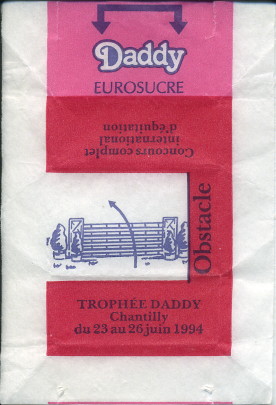 Daddy
EUROSUCRE
Concours complet
international
d'équitation
Obstacle
TROPHÉE DADDY
Chantilly
du 23 au 26 juin 1994